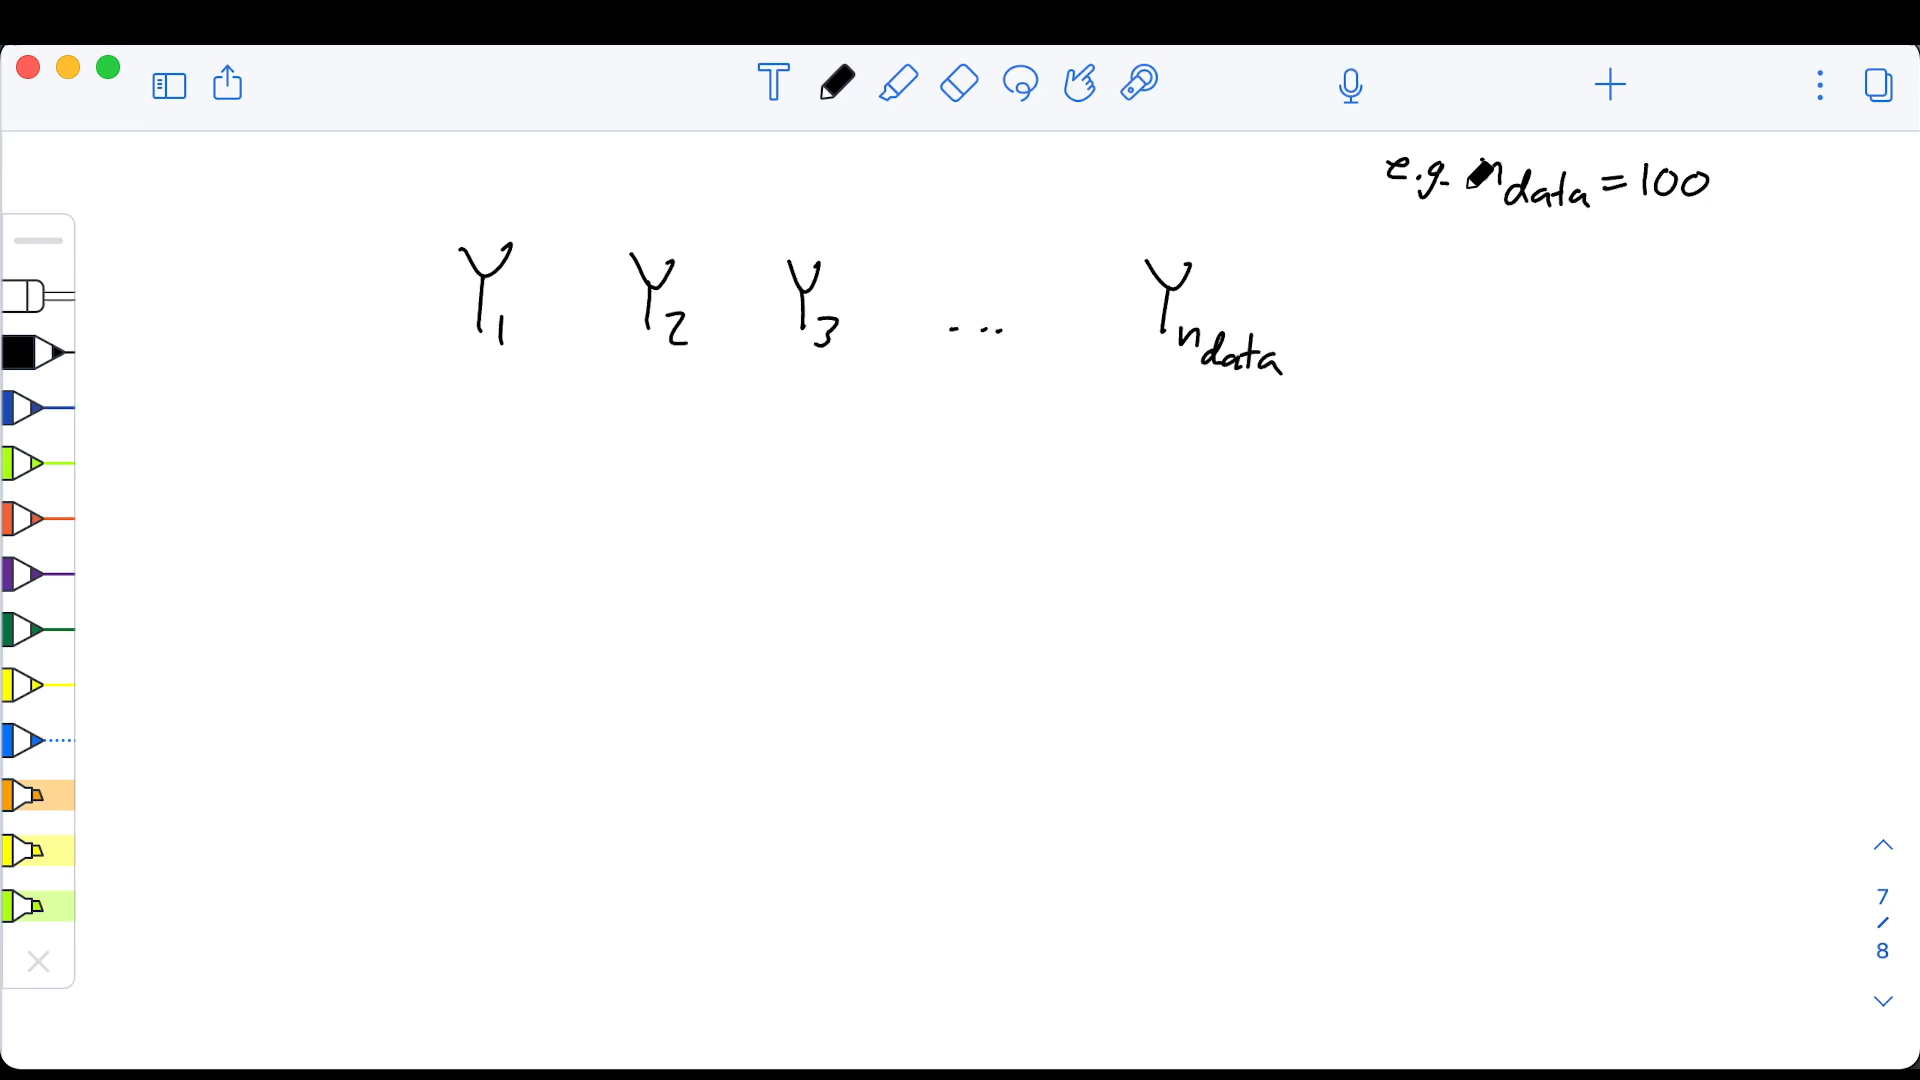 T
e.g. n_data = 100
Y_1 Y_2 Y_3 ... Y_n_data
7
/
8